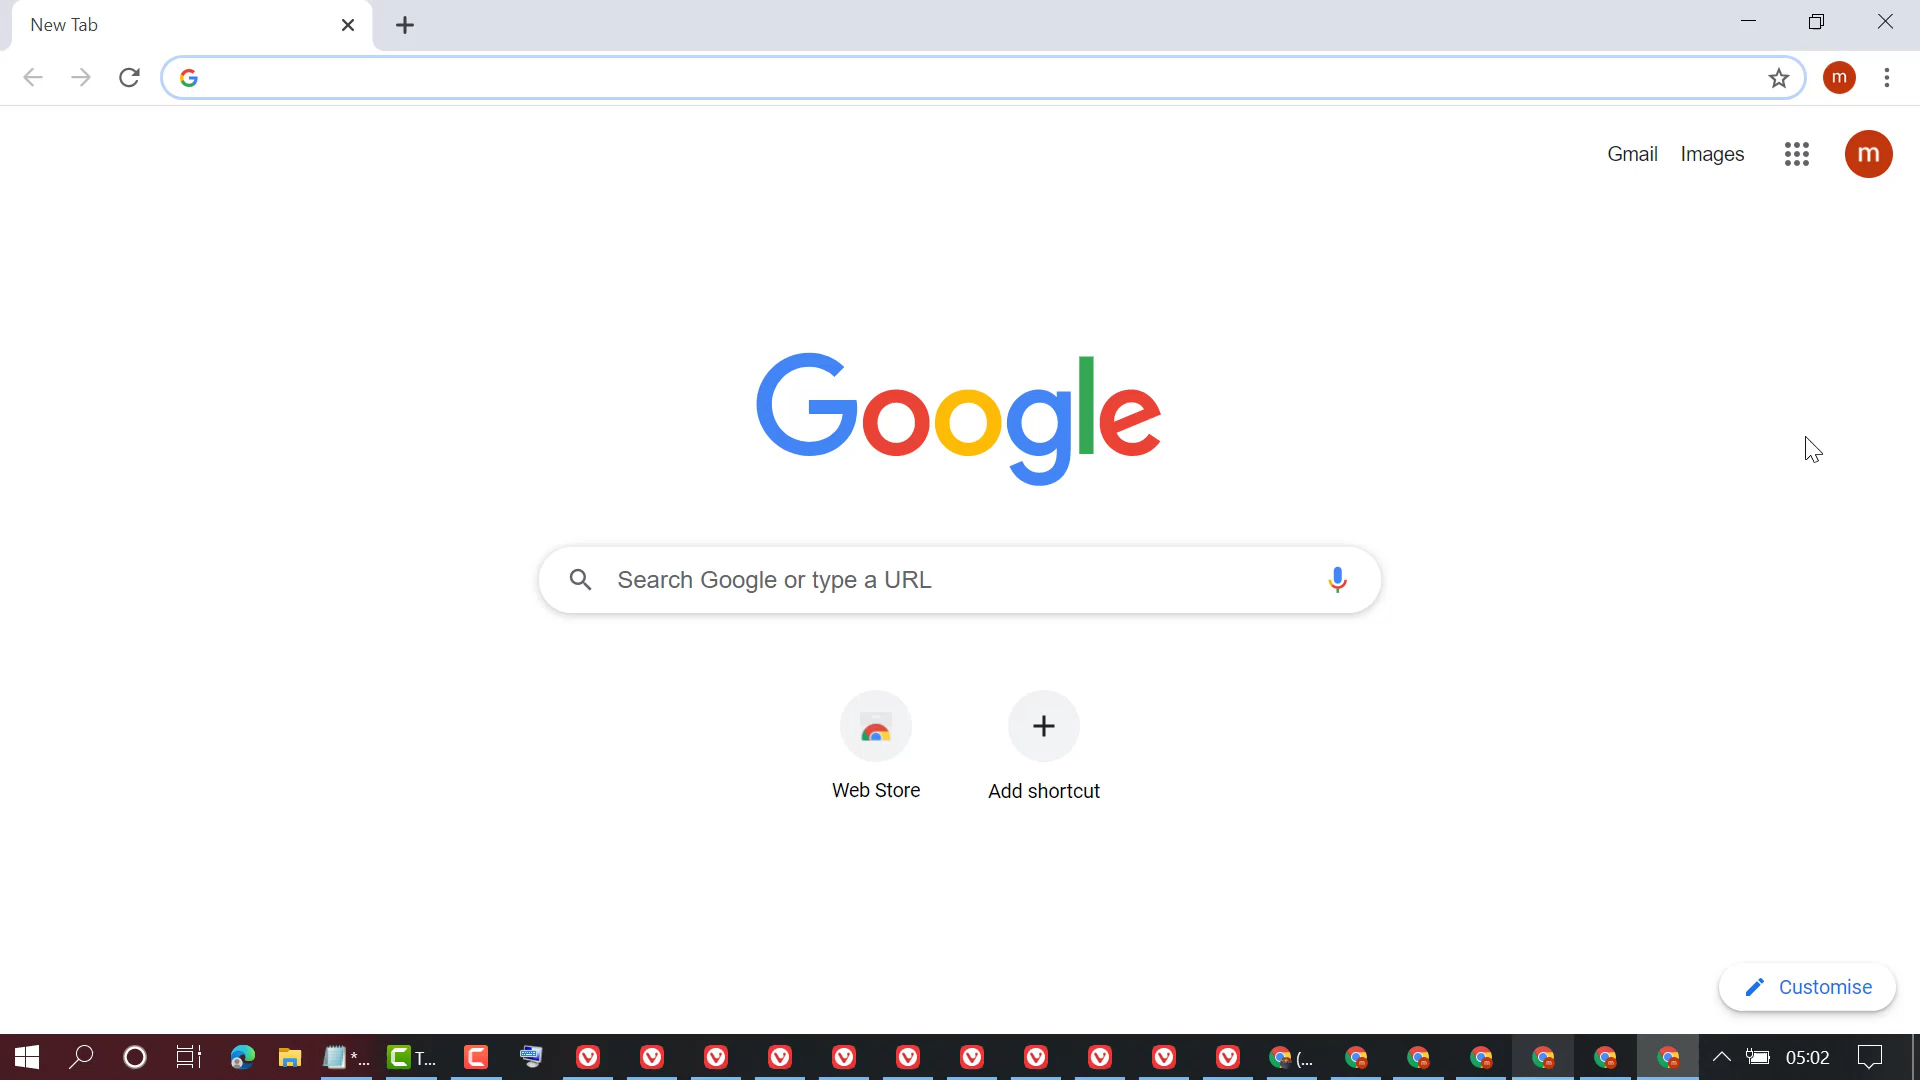 New Tab
m
Gmail Images
m
Google
Search Google or type a URL
Web Store
Add shortcut
Customise
*...
T...
(...
05:02